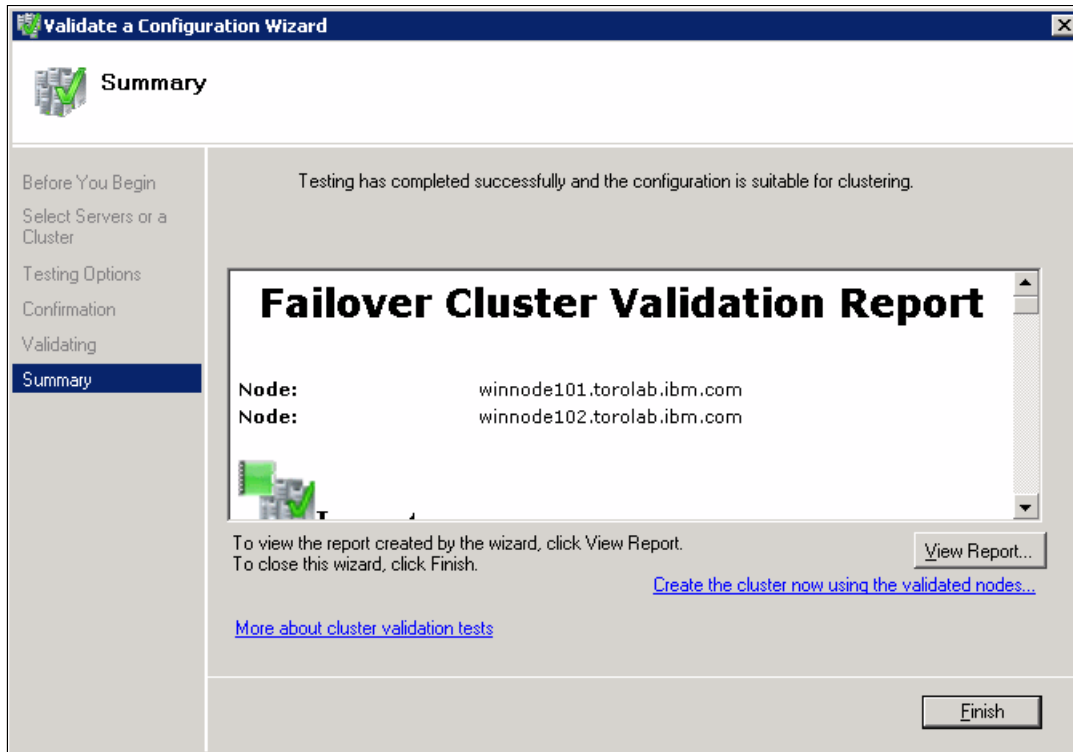 Validate a Configuration Wizard
Summary
Before You Begin
Select Servers or a
Cluster
Testing Options
Confirmation
Validating
Summary
Testing has completed successfully and the configuration is suitable for clustering.
Failover Cluster Validation Report
Node: winnode101.torolab.ibm.com
Node: winnode102.torolab.ibm.com
To view the report created by the wizard, click View Report.
To close this wizard, click Finish.
View Report...
Create the cluster now using the validated nodes...
More about cluster validation tests
Finish